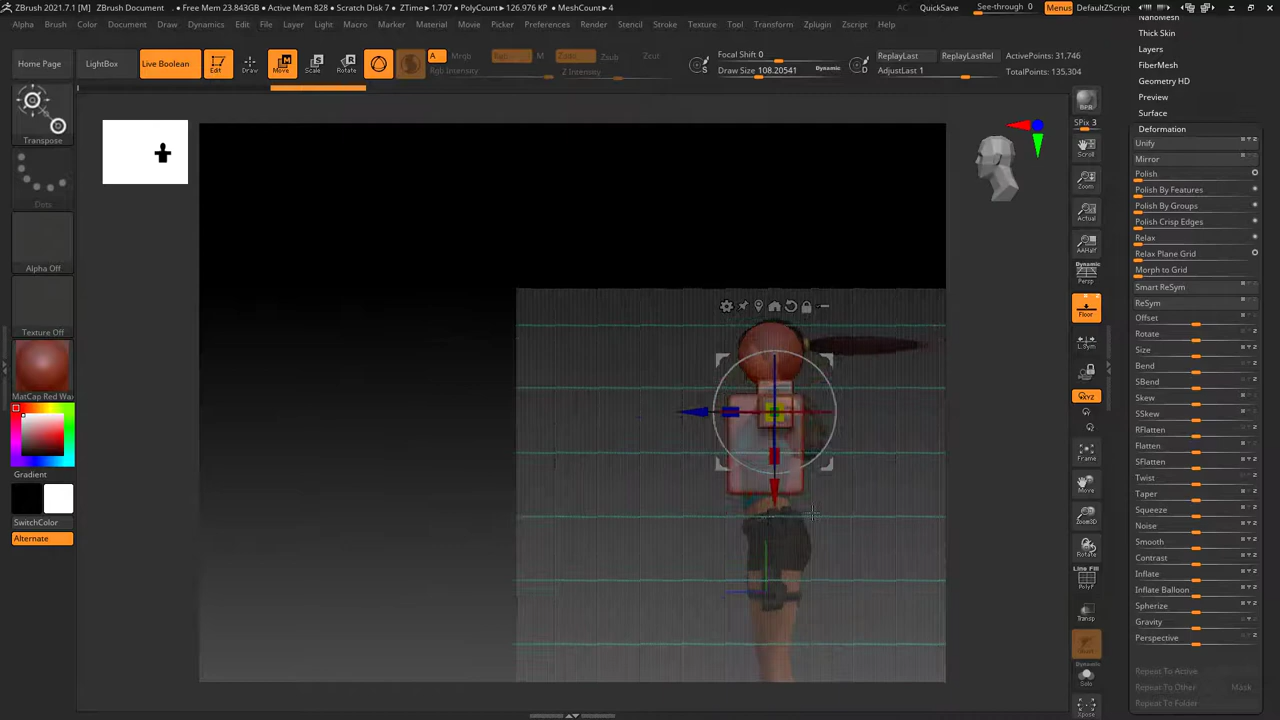 ZBrush 2021.7.1 [M] ZBrush Document . Free Mem 23.843GB • Active Mem 828 • Scratch Disk 7 • ZTime▸1.707 • PolyCount▸126.976 KP • MeshCount▸4 AC QuickSave See-through 0 Menus DefaultZScript
Alpha Brush Color Document Draw Dynamics Edit File Layer Light Macro Marker Material Movie Picker Preferences Render Stencil Stroke Texture Tool Transform Zplugin Zscript Help
Home Page
LightBox
Live Boolean
Edit
Draw
Move
Scale
Rotate
A
Mrgb
Rgb
M
Rgb Intensity
Zadd
Zsub
Zcut
Z Intensity
Focal Shift 0
Draw Size 108.20541
Dynamic
S
D
ReplayLast
ReplayLastRel
AdjustLast 1
ActivePoints: 31,746
TotalPoints: 135,304
Transpose
Dots
Alpha Off
Texture Off
MatCap Red Wa
Gradient
SwitchColor
Alternate
BPR
SPix 3
Scroll
Zoom
Actual
AAHalf
Dynamic
Persp
Floor
L.Sym
XYZ
Frame
Move
Zoom3D
Rotate
Line Fill
PolyF
Transp
Dynamic
Solo
Xpose
NanoMesh
Thick Skin
Layers
FiberMesh
Geometry HD
Preview
Surface
Deformation
Unify
Mirror
Polish
Polish By Features
Polish By Groups
Polish Crisp Edges
Relax
Relax Plane Grid
Morph to Grid
Smart ReSym
ReSym
Offset
Rotate
Size
Bend
SBend
Skew
SSkew
RFlatten
Flatten
SFlatten
Twist
Taper
Squeeze
Noise
Smooth
Contrast
Inflate
Inflate Balloon
Spherize
Gravity
Perspective
Repeat To Active
Repeat To Other Mask
Repeat To Folder